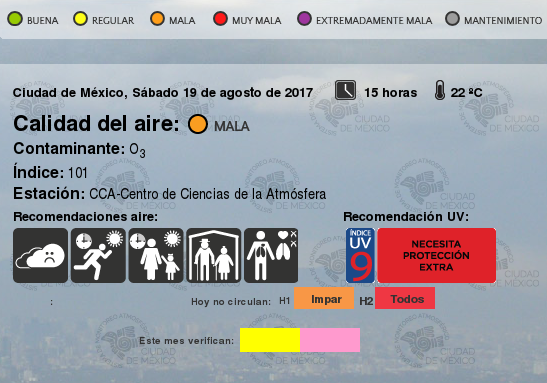 BUENA REGULAR MALA MUY MALA EXTREMADAMENTE MALA MANTENIMIENTO
Ciudad de México, Sábado 19 de agosto de 2017 15 horas 22 ºC
Calidad del aire: MALA
Contaminante: O3
Índice: 101
Estación: CCA-Centro de Ciencias de la Atmósfera
Recomendaciones aire: Recomendación UV:
ÍNDICE
UV
9
NECESITA
PROTECCIÓN
EXTRA
: Hoy no circulan: H1 Impar H2 Todos
Este mes verifican:
CIUDAD
DE MÉXICO